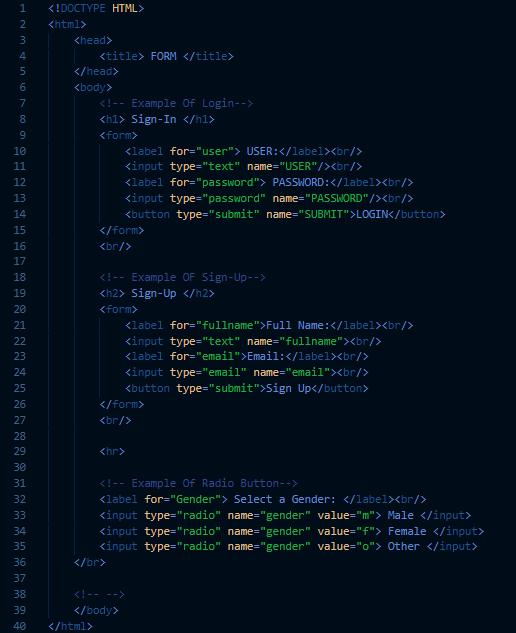 1 <!DOCTYPE HTML>
2 <html>
3 <head>
4 <title> FORM </title>
5 </head>
6 <body>
7 <!-- Example Of Login-->
8 <h1> Sign-In </h1>
9 <form>
10 <label for="user"> USER:</label><br/>
11 <input type="text" name="USER"/><br/>
12 <label for="password"> PASSWORD:</label><br/>
13 <input type="password" name="PASSWORD"/><br/>
14 <button type="submit" name="SUBMIT">LOGIN</button>
15 </form>
16 <br/>
17
18 <!-- Example OF Sign-Up-->
19 <h2> Sign-Up </h2>
20 <form>
21 <label for="fullname">Full Name:</label><br/>
22 <input type="text" name="fullname"><br/>
23 <label for="email">Email:</label><br/>
24 <input type="email" name="email"><br/>
25 <button type="submit">Sign Up</button>
26 </form>
27 <br/>
28
29 <hr>
30
31 <!-- Example Of Radio Button-->
32 <label for="Gender"> Select a Gender: </label><br/>
33 <input type="radio" name="gender" value="m"> Male </input>
34 <input type="radio" name="gender" value="f"> Female </input>
35 <input type="radio" name="gender" value="o"> Other </input>
36 </br>
37
38 <!-- -->
39 </body>
40 </html>